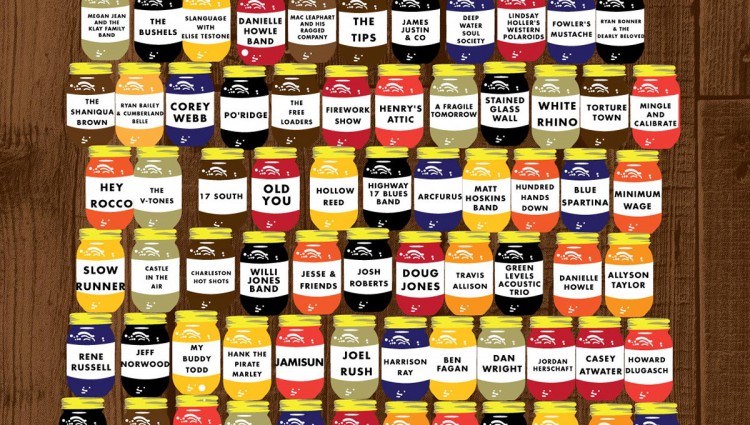 MEGAN JEAN
AND THE
KLAY FAMILY
BAND
THE
BUSHELS
SLANGUAGE
WITH
ELISE TESTONE
DANIELLE
HOWLE
BAND
MAC LEAPHART
AND HIS
RAGGED
COMPANY
THE
TIPS
JAMES
JUSTIN
& CO
DEEP
WATER
SOUL
SOCIETY
LINDSAY
HOLLER'S
WESTERN
POLAROIDS
FOWLER'S
MUSTACHE
RYAN BONNER
& THE
DEARLY BELOVED
THE
SHANIQUA
BROWN
RYAN BAILEY
& CUMBERLAND
BELLE
COREY
WEBB
PO'RIDGE
THE
FREE
LOADERS
FIREWORK
SHOW
HENRY'S
ATTIC
A FRAGILE
TOMORROW
STAINED
GLASS
WALL
WHITE
RHINO
TORTURE
TOWN
MINGLE
AND
CALIBRATE
HEY
ROCCO
THE
V-TONES
17 SOUTH
OLD
YOU
HOLLOW
REED
HIGHWAY
17 BLUES
BAND
ARCFURUS
MATT
HOSKINS
BAND
HUNDRED
HANDS
DOWN
BLUE
SPARTINA
MINIMUM
WAGE
SLOW
RUNNER
CASTLE
IN THE
AIR
CHARLESTON
HOT SHOTS
WILLI
JONES
BAND
JESSE &
FRIENDS
JOSH
ROBERTS
DOUG
JONES
TRAVIS
ALLISON
GREEN
LEVELS
ACOUSTIC
TRIO
DANIELLE
HOWLE
ALLYSON
TAYLOR
RENE
RUSSELL
JEFF
NORWOOD
MY
BUDDY
TODD
HANK THE
PIRATE
MARLEY
JAMISUN
JOEL
RUSH
HARRISON
RAY
BEN
FAGAN
DAN
WRIGHT
JORDAN
HERSCHAFT
CASEY
ATWATER
HOWARD
DLUGASCH